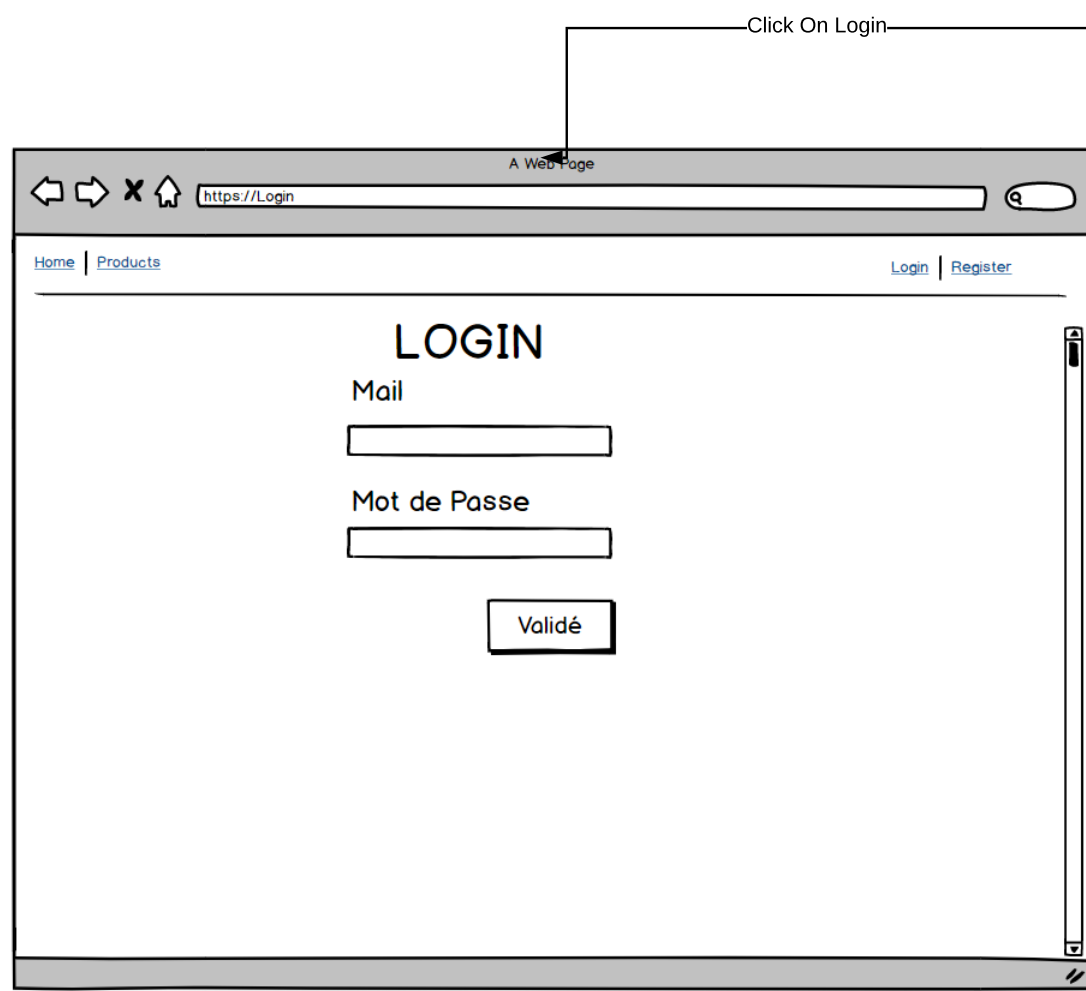 Click On Login
A Web Page
https://Login
Home Products
Login Register
LOGIN
Mail
Mot de Passe
Validé